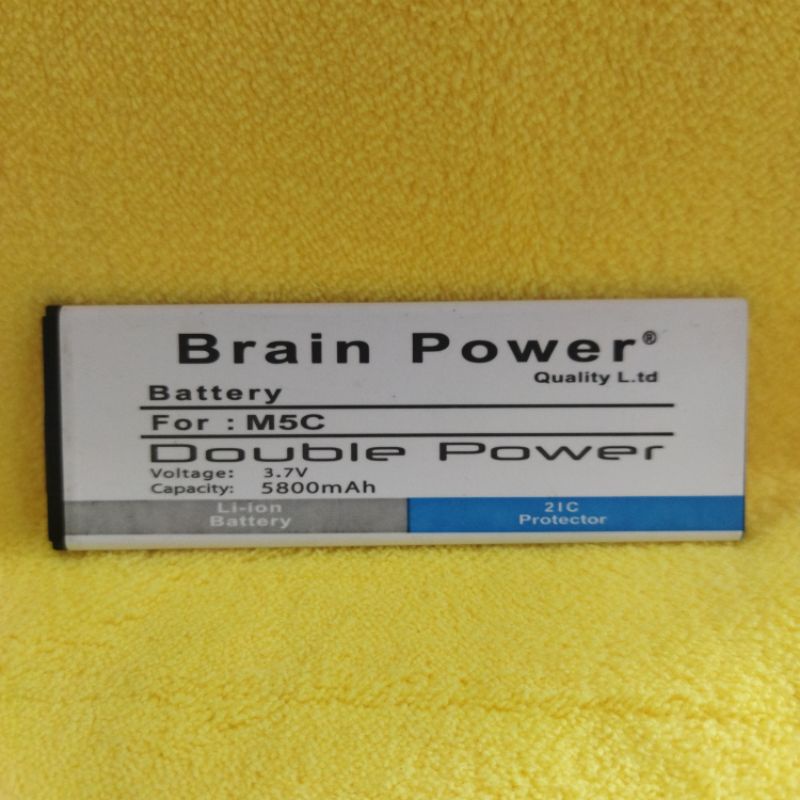 Brain Power®
Quality L.td
Battery
For : M5C
Double Power
Voltage: 3.7V
Capacity: 5800mAh
Li-Ion
Battery
2IC
Protector